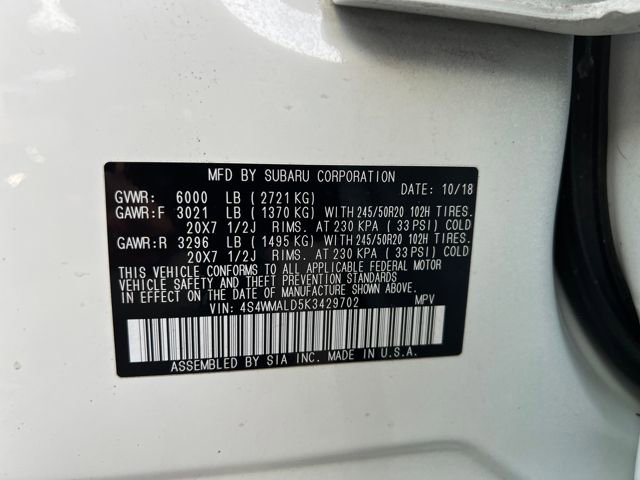 MFD BY SUBARU CORPORATION
DATE: 10/18
GVWR: 6000 LB (2721 KG)
GAWR:F 3021 LB (1370 KG) WITH 245/50R20 102H TIRES.
20X7 1/2J RIMS. AT 230 KPA (33 PSI) COLD
GAWR:R 3296 LB (1495 KG) WITH 245/50R20 102H TIRES.
20X7 1/2J RIMS. AT 230 KPA (33 PSI) COLD
THIS VEHICLE CONFORMS TO ALL APPLICABLE FEDERAL MOTOR
VEHICLE SAFETY AND THEFT PREVENTION STANDARDS
IN EFFECT ON THE DATE OF MANUFACTURE SHOWN ABOVE.
VIN: 4S4WMALD5K3429702 MPV
ASSEMBLED BY SIA INC. MADE IN U.S.A.